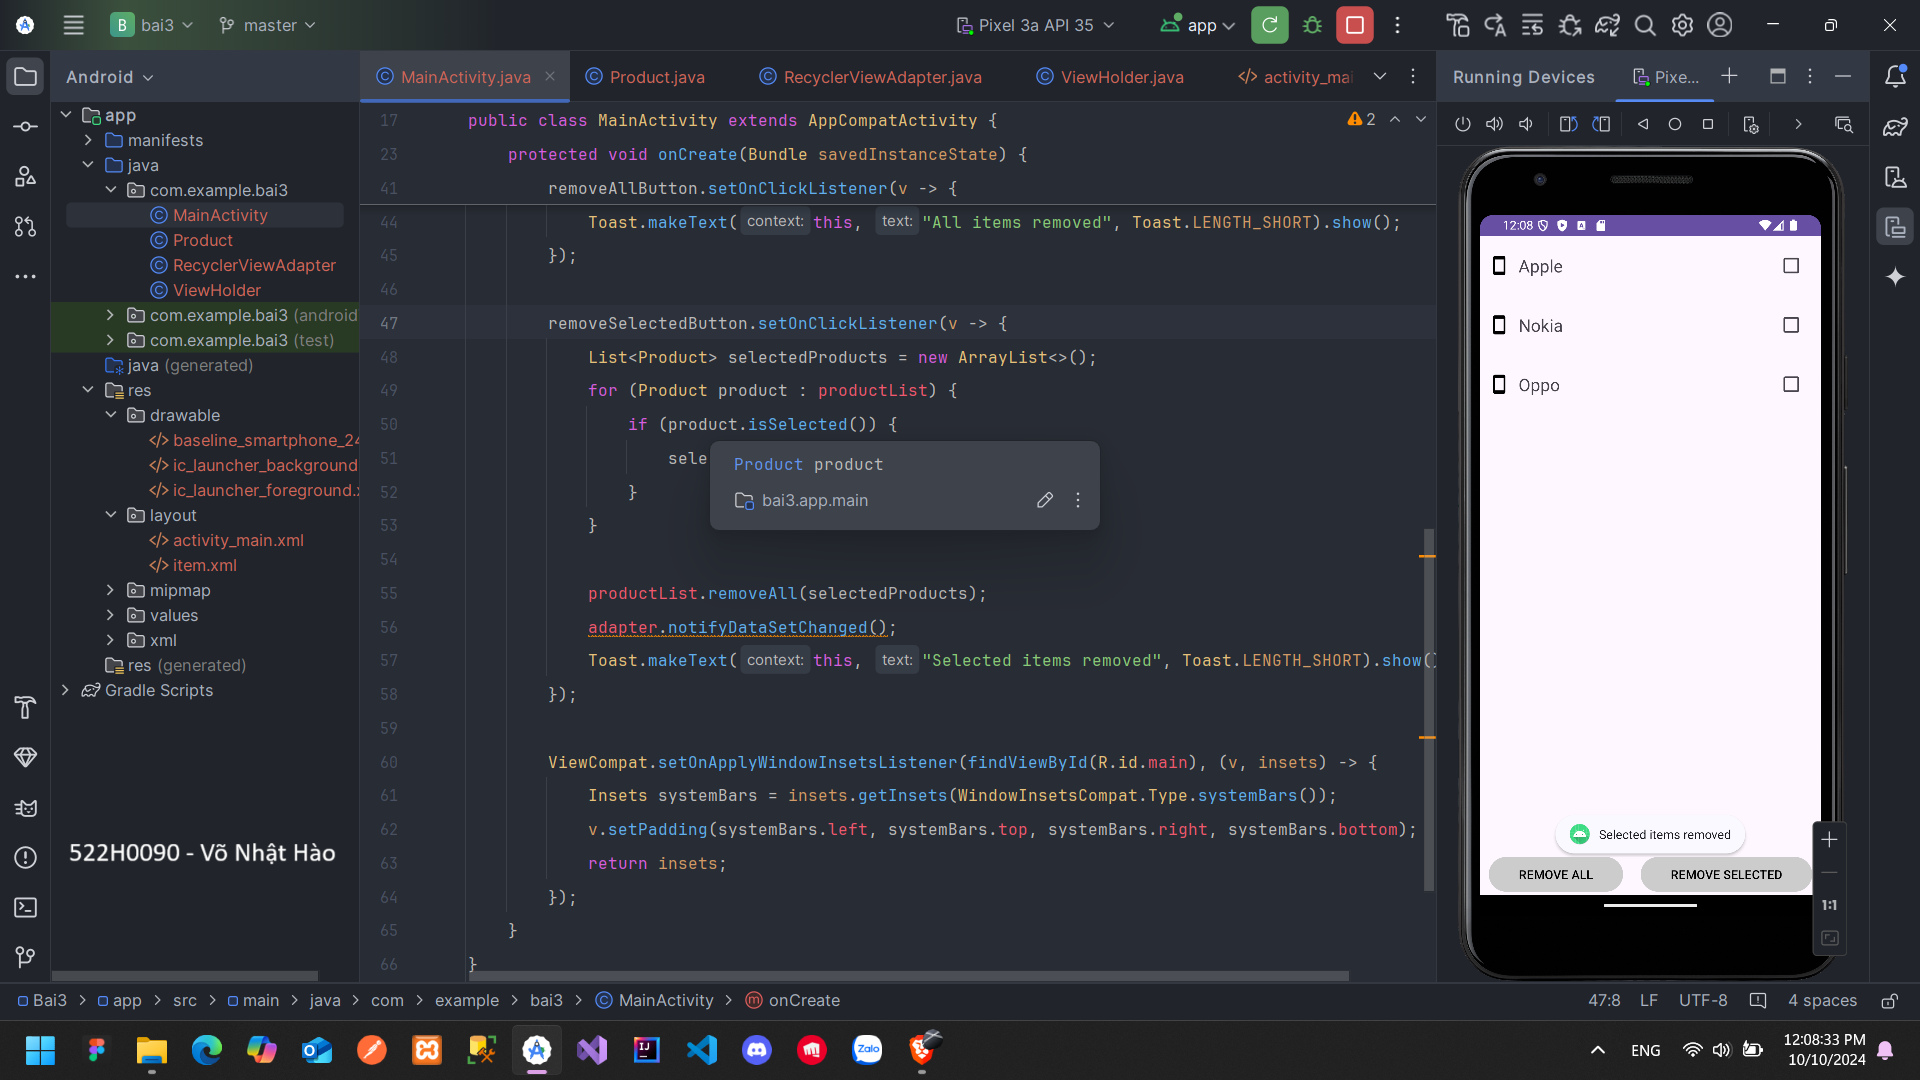 B bai3
master
Pixel 3a API 35
app
Android
MainActivity.java
Product.java
RecyclerViewAdapter.java
ViewHolder.java
activity_mai
Running Devices
Pixe...
app
manifests
java
com.example.bai3
MainActivity
Product
RecyclerViewAdapter
ViewHolder
com.example.bai3 (android
com.example.bai3 (test)
java (generated)
res
drawable
baseline_smartphone_24
ic_launcher_background
ic_launcher_foreground.x
layout
activity_main.xml
item.xml
mipmap
values
xml
res (generated)
Gradle Scripts
522H0090 - Võ Nhật Hào
2
17 public class MainActivity extends AppCompatActivity {
23 protected void onCreate(Bundle savedInstanceState) {
41 removeAllButton.setOnClickListener(v -> {
44 Toast.makeText( context: this, text: "All items removed", Toast.LENGTH_SHORT).show();
45 });
46
47 removeSelectedButton.setOnClickListener(v -> {
48 List<Product> selectedProducts = new ArrayList<>();
49 for (Product product : productList) {
50 if (product.isSelected()) {
51 sele
52 }
53 }
54
55 productList.removeAll(selectedProducts);
56 adapter.notifyDataSetChanged();
57 Toast.makeText( context: this, text: "Selected items removed", Toast.LENGTH_SHORT).show()
58 });
59
60 ViewCompat.setOnApplyWindowInsetsListener(findViewById(R.id.main), (v, insets) -> {
61 Insets systemBars = insets.getInsets(WindowInsetsCompat.Type.systemBars());
62 v.setPadding(systemBars.left, systemBars.top, systemBars.right, systemBars.bottom);
63 return insets;
64 });
65 }
66 }
Product product
bai3.app.main
12:08
Apple
Nokia
Oppo
Selected items removed
REMOVE ALL
REMOVE SELECTED
1:1
Bai3 > app > src > main > java > com > example > bai3 > MainActivity > onCreate
47:8
LF
UTF-8
4 spaces
Zalo
ENG
12:08:33 PM
10/10/2024